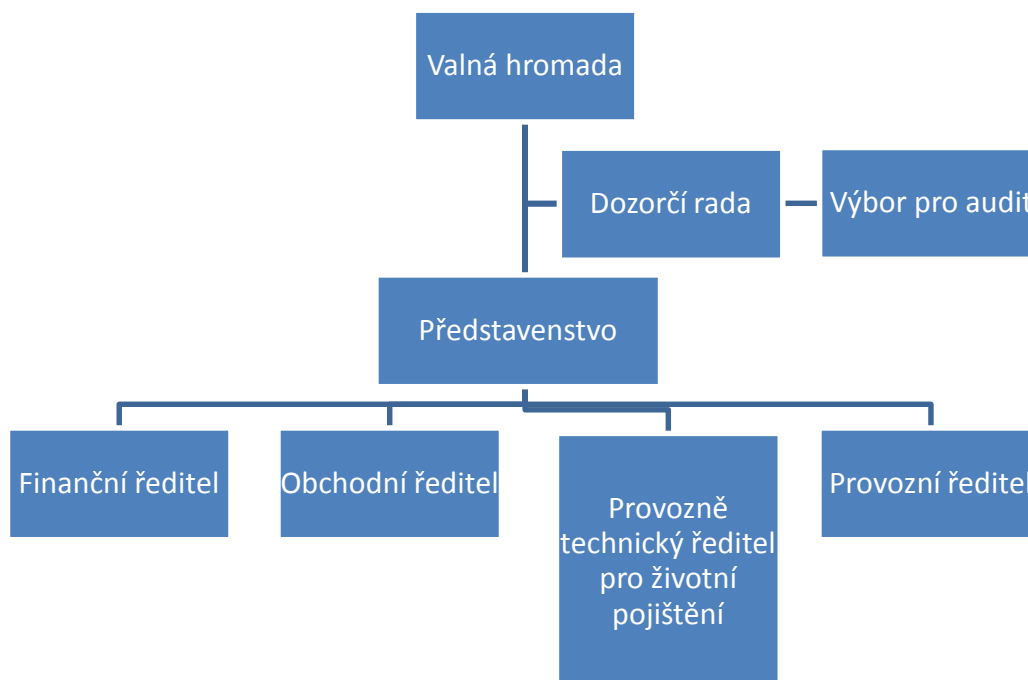 Valná hromada
Dozorčí rada
Výbor pro audit
Představenstvo
Finanční ředitel
Obchodní ředitel
Provozně
technický ředitel
pro životní
pojištění
Provozní ředitel